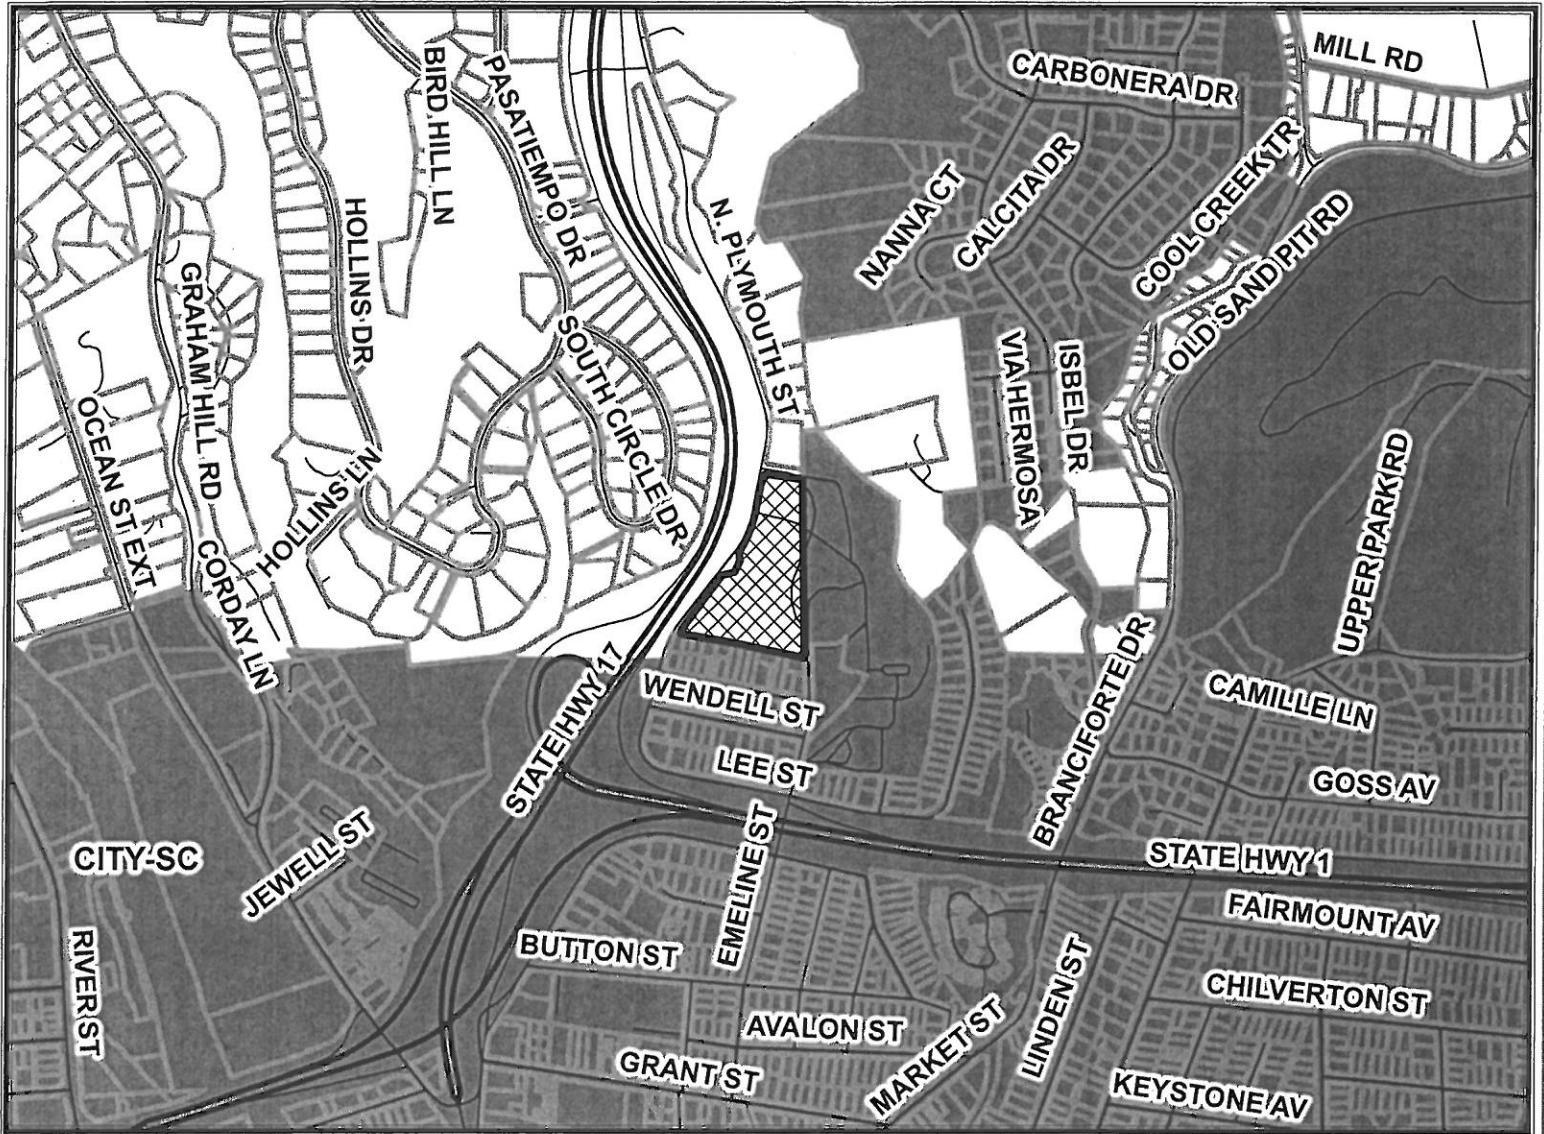 MILL RD
CARBONERA DR
BIRD HILL LN
PASATIEMPO DR
COOL CREEK TR
NANNA CT
CALCITA DR
N. PLYMOUTH ST
HOLLINS DR
OLD SAND PIT RD
GRAHAM HILL RD
SOUTH CIRCLE DR
VIA HERMOSA
ISBEL DR
OCEAN ST EXT
HOLLINS LN
UPPER PARK RD
CORDAY LN
STATE HWY 17
WENDELL ST
BRANCIFORTE DR
CAMILLE LN
LEE ST
GOSS AV
CITY-SC
JEWELL ST
EMELINE ST
STATE HWY 1
FAIRMOUNT AV
RIVER ST
BUTTON ST
CHILVERTON ST
LINDEN ST
AVALON ST
MARKET ST
GRANT ST
KEYSTONE AV